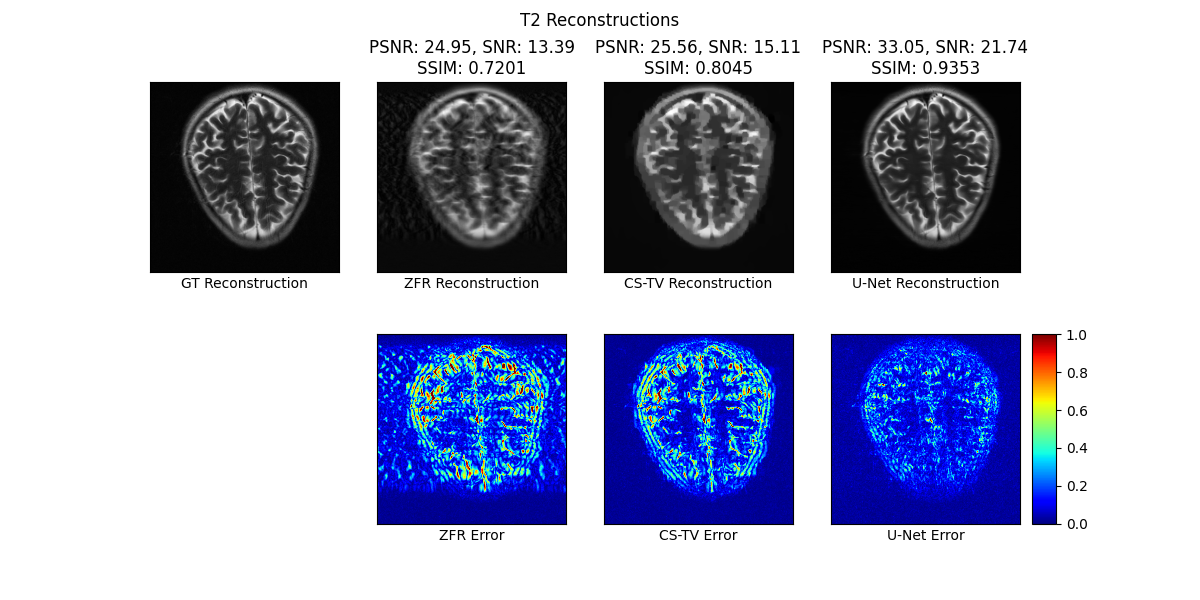 T2 Reconstructions
PSNR: 24.95, SNR: 13.39
SSIM: 0.7201
PSNR: 25.56, SNR: 15.11
SSIM: 0.8045
PSNR: 33.05, SNR: 21.74
SSIM: 0.9353
GT Reconstruction
ZFR Reconstruction
CS-TV Reconstruction
U-Net Reconstruction
1.0
0.8
0.6
0.4
0.2
0.0
ZFR Error
CS-TV Error
U-Net Error